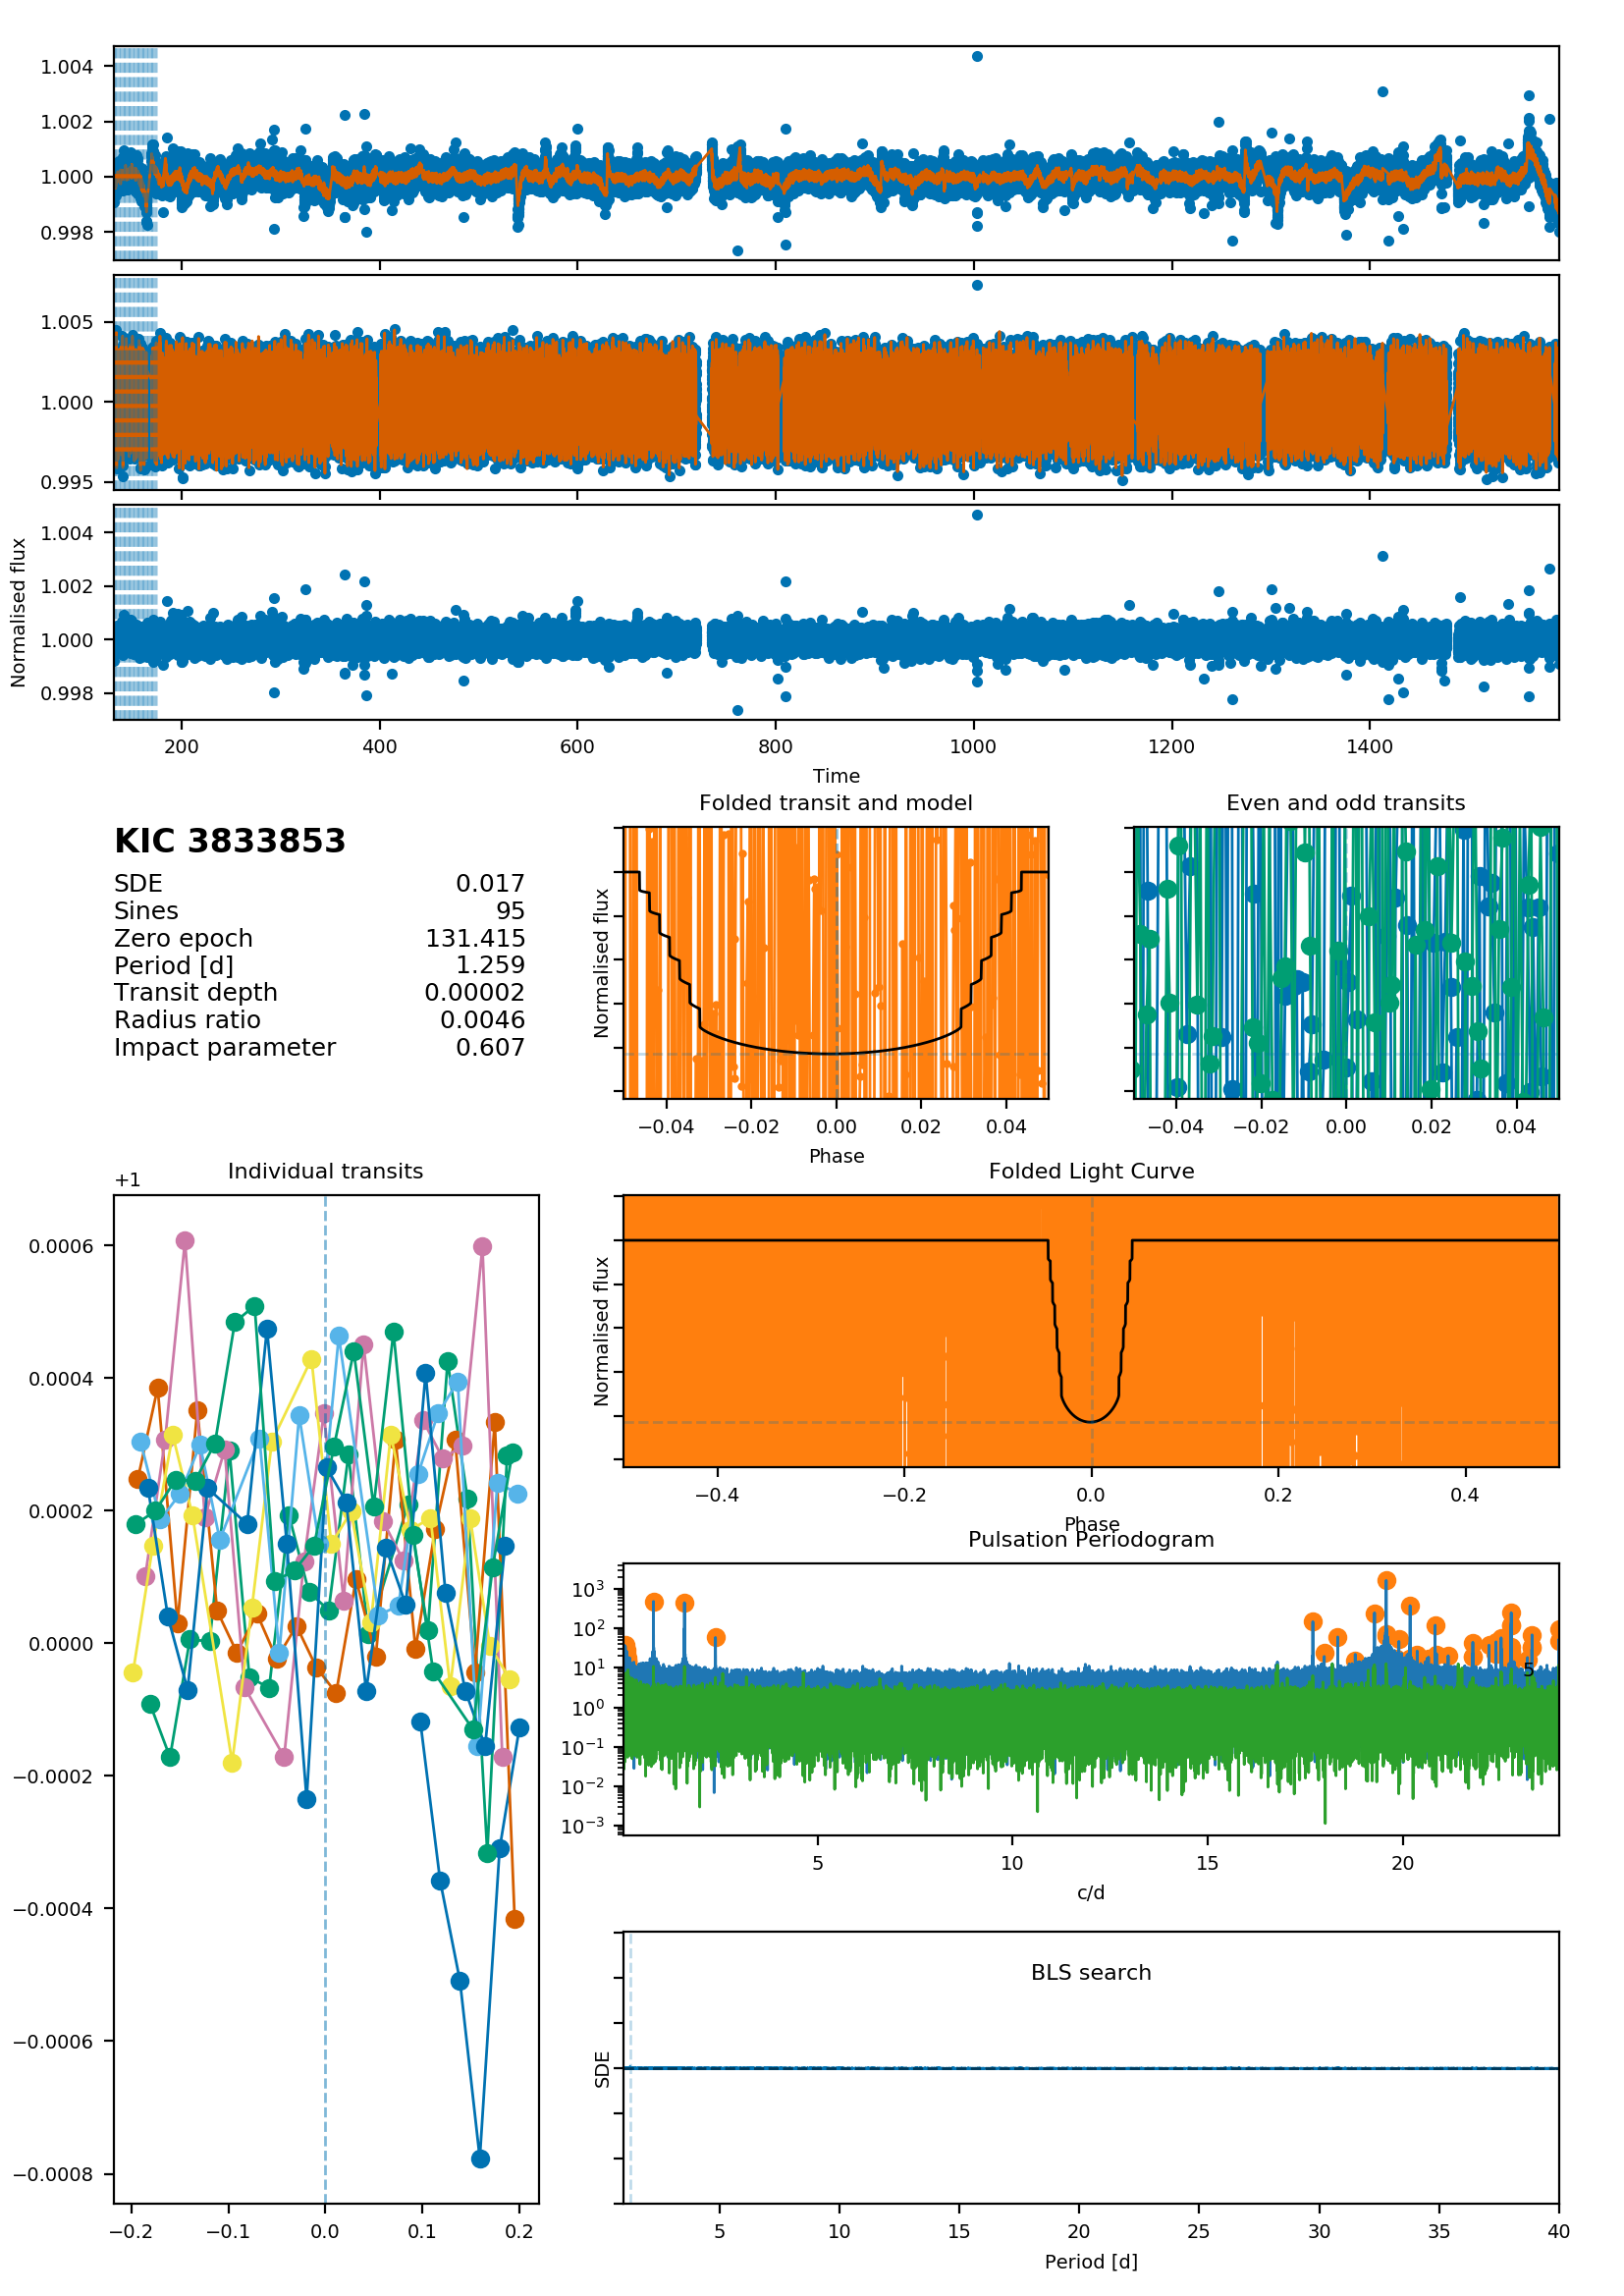 1.004
1.002
1.000
0.998
1.005
1.000
0.995
1.004
1.002
1.000
0.998
Normalised flux
200 400 600 800 1000 1200 1400
Time
KIC 3833853
SDE 0.017
Sines 95
Zero epoch 131.415
Period [d] 1.259
Transit depth 0.00002
Radius ratio 0.0046
Impact parameter 0.607
Folded transit and model
Normalised flux
−0.04 −0.02 0.00 0.02 0.04
Phase
Even and odd transits
−0.04 −0.02 0.00 0.02 0.04
Individual transits
+1
0.0006
0.0004
0.0002
0.0000
−0.0002
−0.0004
−0.0006
−0.0008
−0.2 −0.1 0.0 0.1 0.2
Folded Light Curve
Normalised flux
−0.4 −0.2 0.0 0.2 0.4
Phase
Pulsation Periodogram
10³
10²
10¹
10⁰
10⁻¹
10⁻²
10⁻³
5
5 10 15 20
c/d
BLS search
SDE
5 10 15 20 25 30 35 40
Period [d]